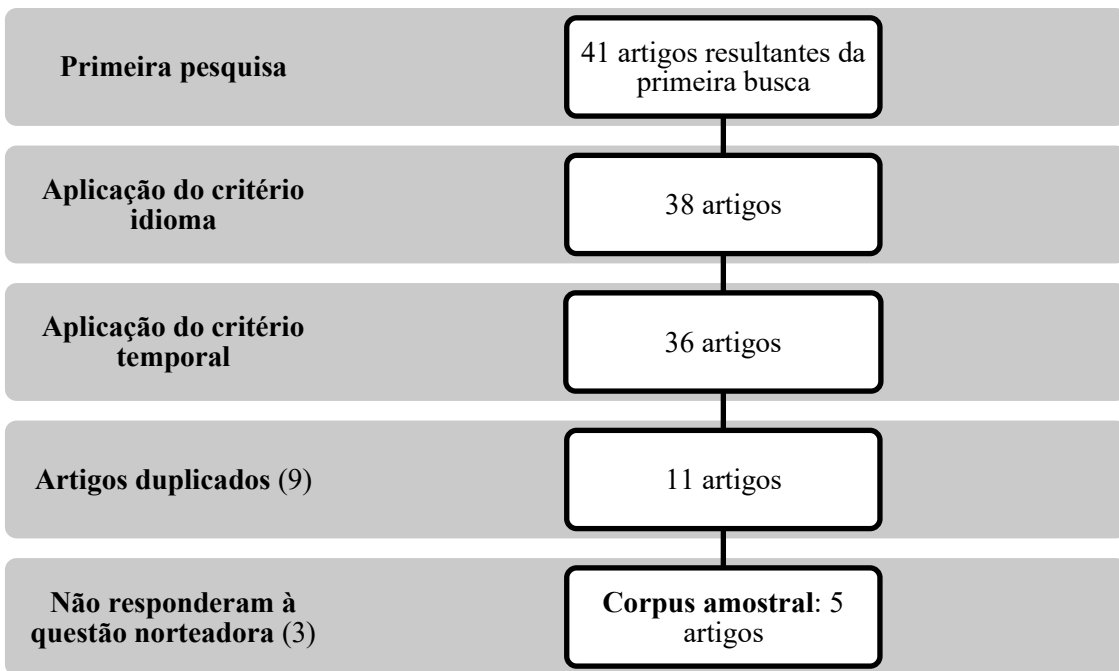 Primeira pesquisa
41 artigos resultantes da
primeira busca
Aplicação do critério
idioma
38 artigos
Aplicação do critério
temporal
36 artigos
Artigos duplicados (9)
11 artigos
Não responderam à
questão norteadora (3)
Corpus amostral: 5
artigos